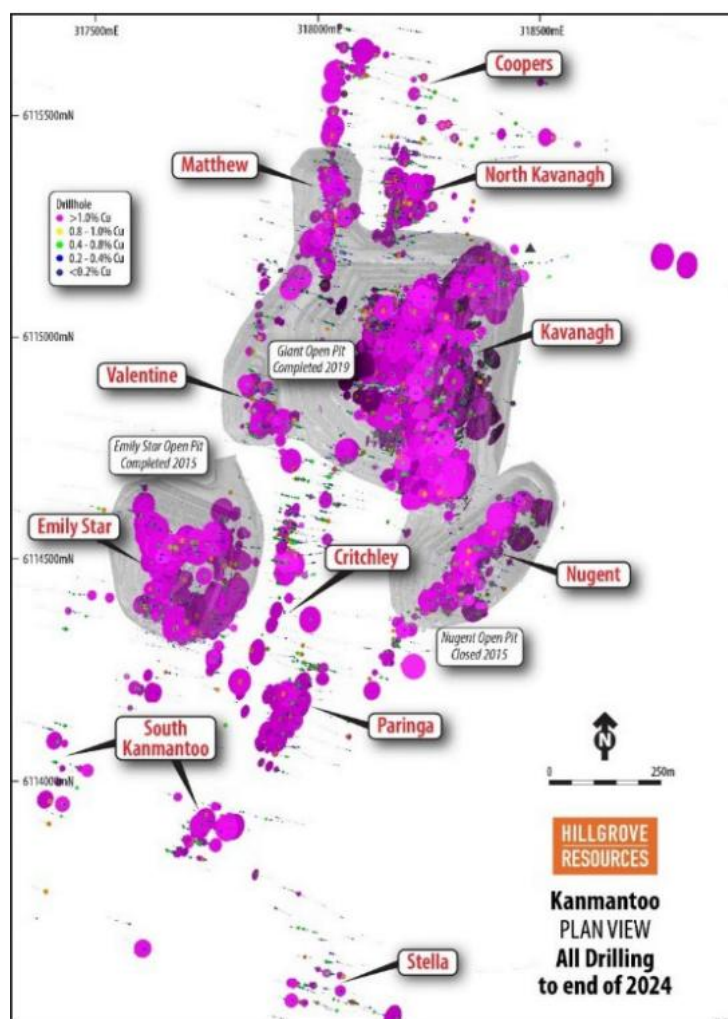 317500mE
318000mE
318500mE
Coopers
6115500mN
Matthew
North Kavanagh
Drillhole
>1.0% Cu
0.8 - 1.0% Cu
0.4 - 0.8% Cu
0.2 - 0.4% Cu
<0.2% Cu
6115000mN
Kavanagh
Giant Open Pit
Completed 2019
Valentine
Emily Star Open Pit
Completed 2015
Emily Star
6114500mN
Critchley
Nugent
Nugent Open Pit
Closed 2015
Paringa
South
Kanmantoo
N
6114000mN
0
250m
HILLGROVE
RESOURCES
Kanmantoo
PLAN VIEW
All Drilling
to end of 2024
Stella